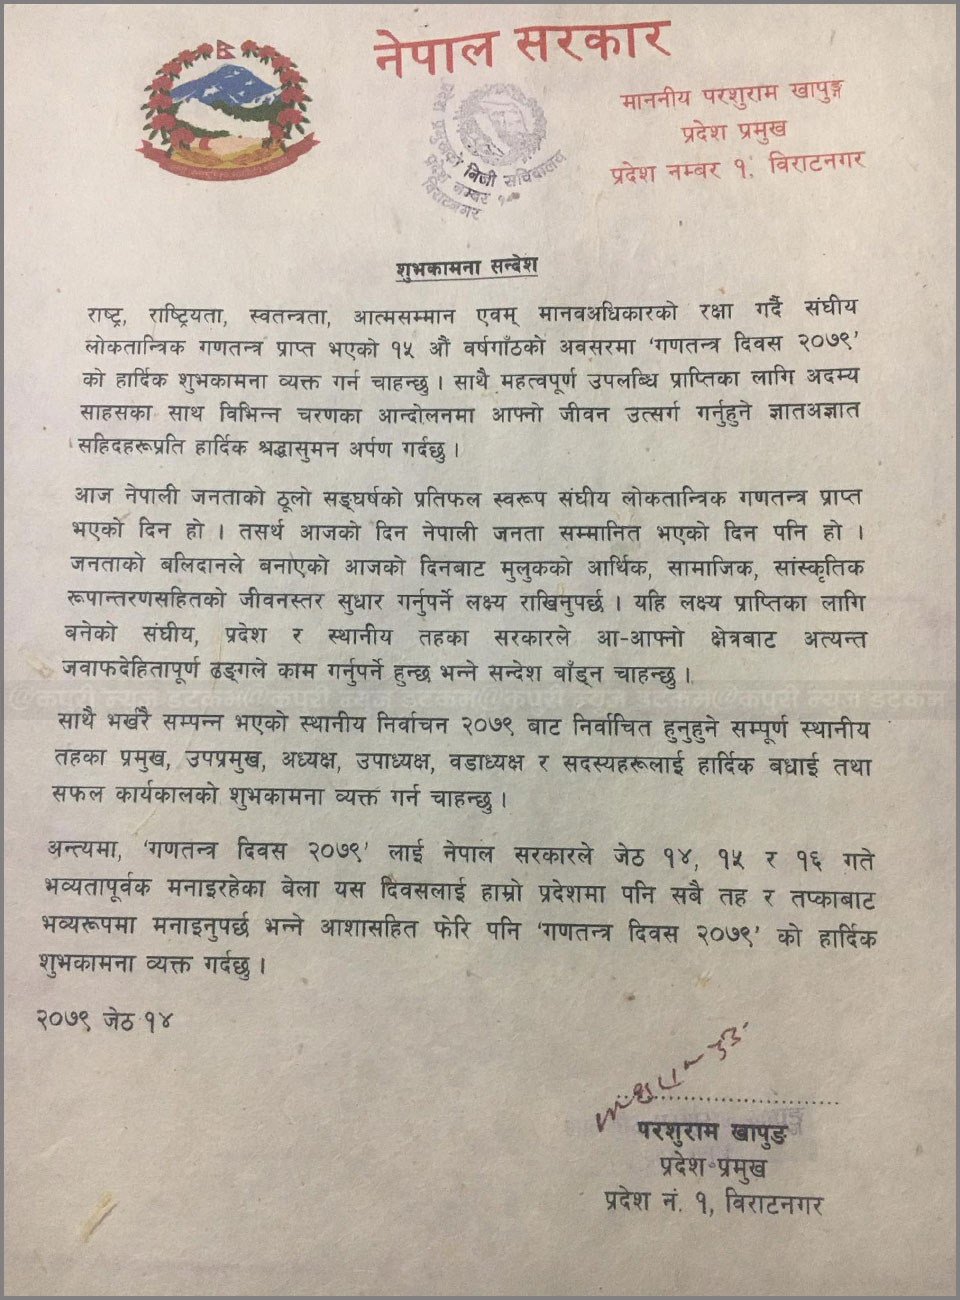 नेपाल सरकार
माननीय परशुराम खापुङ्ग
प्रदेश प्रमुख
प्रदेश नम्बर १, विराटनगर
निजी सचिवालय
प्रदेश नम्बर १
विराटनगर
शुभकामना सन्देश
राष्ट्र, राष्ट्रियता, स्वतन्त्रता, आत्मसम्मान एवम् मानवअधिकारको रक्षा गर्दै संघीय
लोकतान्त्रिक गणतन्त्र प्राप्त भएको १५ औं वर्षगाँठको अवसरमा ‘गणतन्त्र दिवस २०७९’
को हार्दिक शुभकामना व्यक्त गर्न चाहन्छु । साथै महत्वपूर्ण उपलब्धि प्राप्तिका लागि अदम्य
साहसका साथ विभिन्न चरणका आन्दोलनमा आफ्नो जीवन उत्सर्ग गर्नुहुने ज्ञातअज्ञात
सहिदहरूप्रति हार्दिक श्रद्धासुमन अर्पण गर्दछु ।
आज नेपाली जनताको ठूलो सङ्घर्षको प्रतिफल स्वरूप संघीय लोकतान्त्रिक गणतन्त्र प्राप्त
भएको दिन हो । तसर्थ आजको दिन नेपाली जनता सम्मानित भएको दिन पनि हो ।
जनताको बलिदानले बनाएको आजको दिनबाट मुलुकको आर्थिक, सामाजिक, सांस्कृतिक
रूपान्तरणसहितको जीवनस्तर सुधार गर्नुपर्ने लक्ष्य राखिनुपर्छ । यहि लक्ष्य प्राप्तिका लागि
बनेको संघीय, प्रदेश र स्थानीय तहका सरकारले आ-आफ्नो क्षेत्रबाट अत्यन्त
जवाफदेहितापूर्ण ढङ्गले काम गर्नुपर्ने हुन्छ भन्ने सन्देश बाँड्न चाहन्छु ।
साथै भर्खरै सम्पन्न भएको स्थानीय निर्वाचन २०७९ बाट निर्वाचित हुनुहुने सम्पूर्ण स्थानीय
तहका प्रमुख, उपप्रमुख, अध्यक्ष, उपाध्यक्ष, वडाध्यक्ष र सदस्यहरूलाई हार्दिक बधाई तथा
सफल कार्यकालको शुभकामना व्यक्त गर्न चाहन्छु ।
अन्त्यमा, ‘गणतन्त्र दिवस २०७९’ लाई नेपाल सरकारले जेठ १४, १५ र १६ गते
भव्यतापूर्वक मनाइरहेका बेला यस दिवसलाई हाम्रो प्रदेशमा पनि सबै तह र तप्काबाट
भव्यरूपमा मनाइनुपर्छ भन्ने आशासहित फेरि पनि ‘गणतन्त्र दिवस २०७९’ को हार्दिक
शुभकामना व्यक्त गर्दछु ।
२०७९ जेठ १४
परशुराम खापुङ
प्रदेश प्रमुख
प्रदेश नं. १, विराटनगर